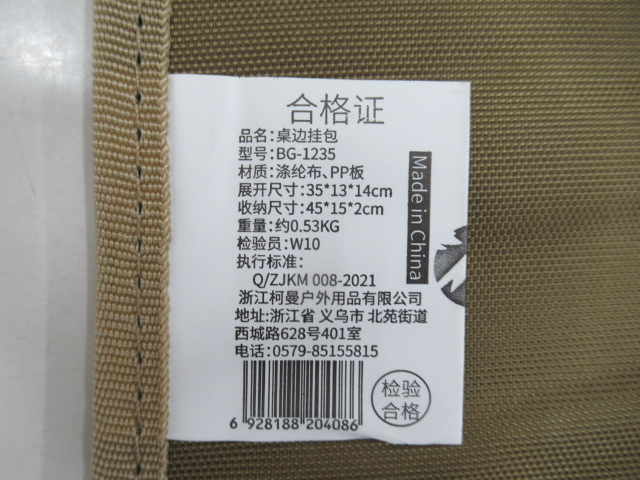 合格证
品名：桌边挂包
型号：BG-1235
材质：涤纶布、PP板
展开尺寸：35*13*14cm
收纳尺寸：45*15*2cm
重量：约0.53KG
检验员：W10
执行标准：
Q/ZJKM 008-2021
浙江柯曼户外用品有限公司
地址：浙江省 义乌市 北苑街道
西城路628号401室
电话：0579-85155815
6 928188 204086
检验
合格
Made in China